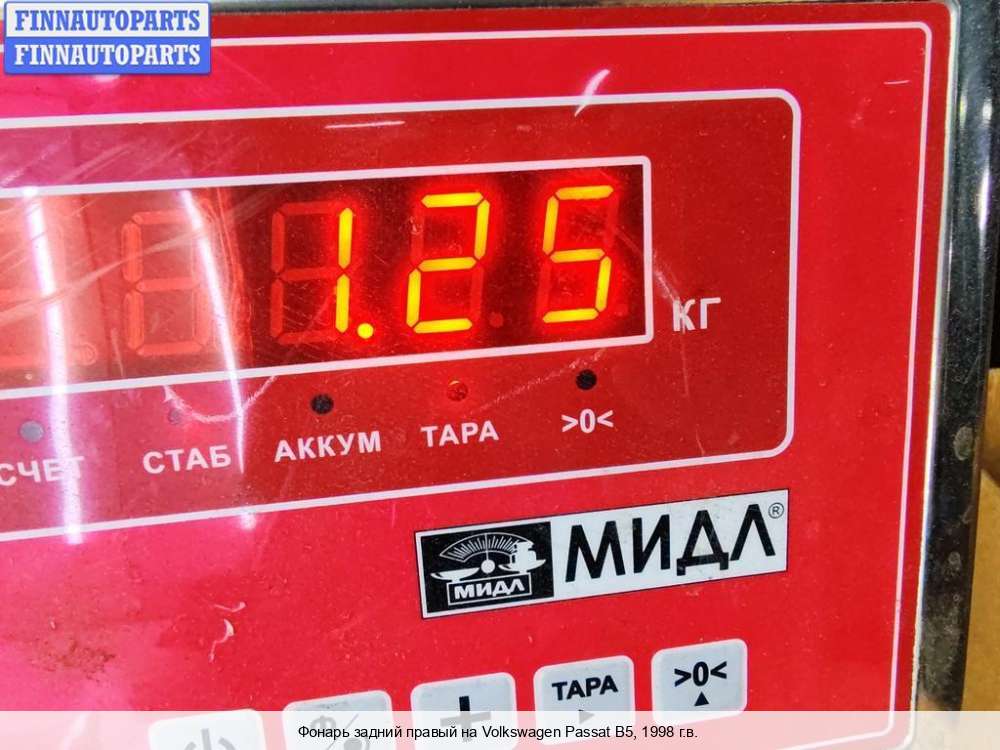 FINNAUTOPARTS
FINNAUTOPARTS
1.25
КГ
СЧЕТ
СТАБ
АККУМ
ТАРА
>0<
МИДЛ
МИДЛ®
ТАРА
>0<
Фонарь задний правый на Volkswagen Passat B5, 1998 г.в.